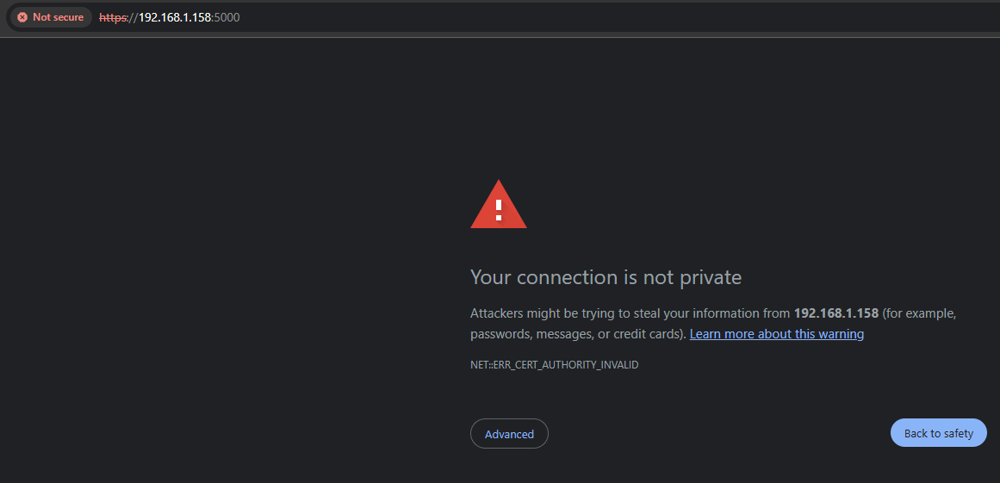 Not secure https://192.168.1.158:5000
Your connection is not private
Attackers might be trying to steal your information from 192.168.1.158 (for example,
passwords, messages, or credit cards). Learn more about this warning
NET::ERR_CERT_AUTHORITY_INVALID
Advanced Back to safety